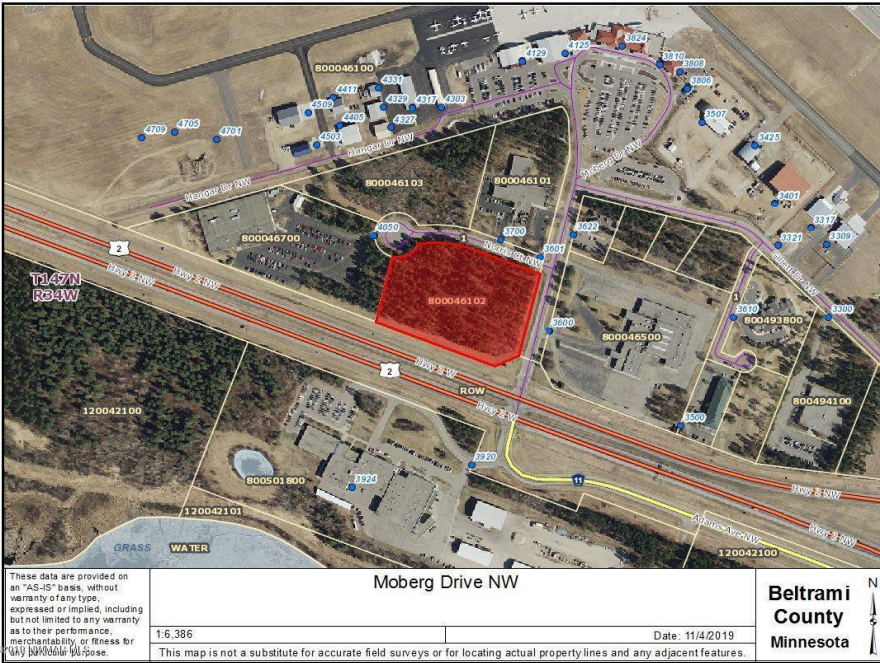 4129
4125
3824
3810
3808
3806
800046100
4331
4411
4509
4329
4317
4303
4405
4327
4503
3507
4709
4705
4701
3425
Hangar Dr NW
Moberg Dr NW
800046103
800046101
Hangar Dr NW
3401
3317
3309
3321
4050
3700
3622
3601
1
Norris Ct NW
800046700
2
Hwy 2 NW
Hwy 2 NW
T147N
R34W
800046102
Gillett Dr NW
1
3610
3300
800493800
3600
800046500
2
Hwy 2 W
ROW
Hwy 2 W
800494100
120042100
3500
3920
800501800
3924
11
Hwy 2 NW
120042101
Adams Ave NW
Hwy 2 NW
GRASS
WATER
120042100
These data are provided on
an "AS-IS" basis, without
warranty of any type,
expressed or implied, including
but not limited to any warranty
as to their performance,
merchantability, or fitness for
any particular purpose.
Moberg Drive NW
1:6,386
Date: 11/4/2019
This map is not a substitute for accurate field surveys or for locating actual property lines and any adjacent features.
Beltrami
County
Minnesota
N